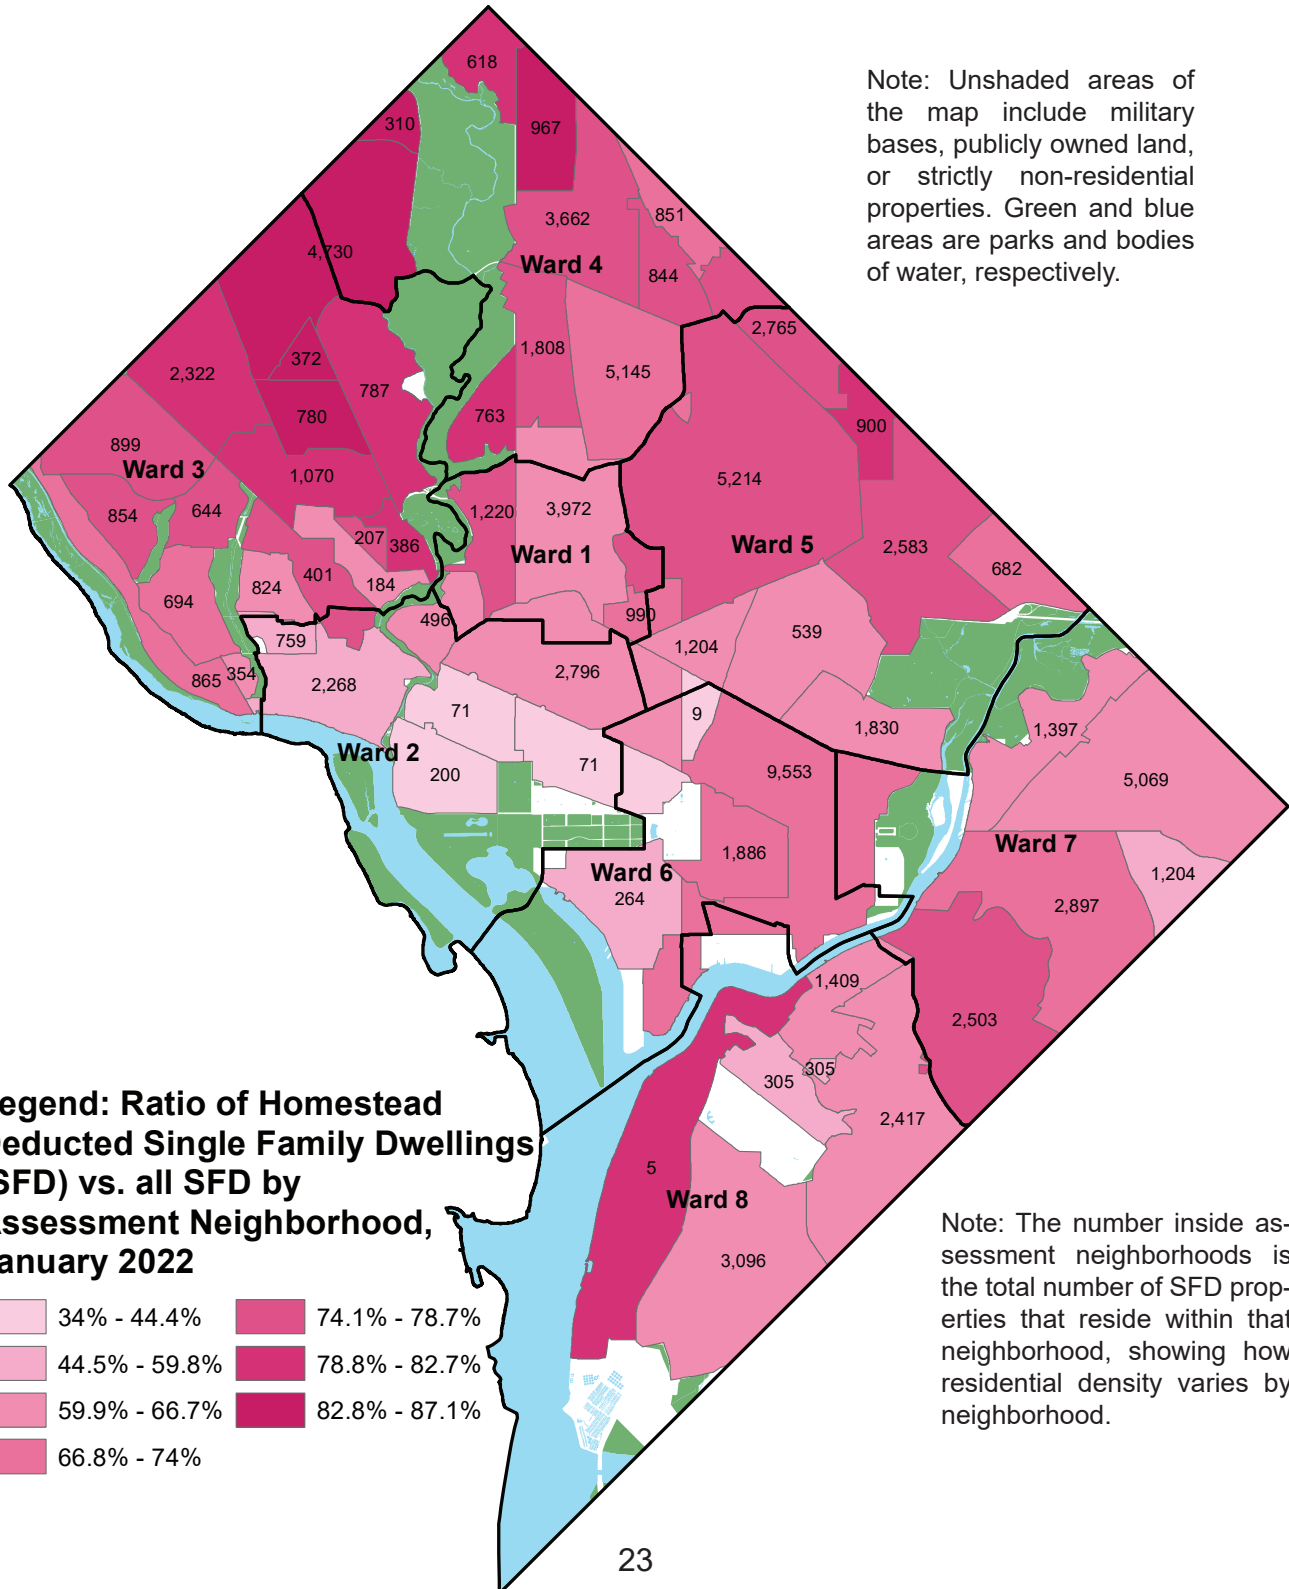 618
310
967
Note: Unshaded areas of
the map include military
bases, publicly owned land,
or strictly non-residential
properties. Green and blue
areas are parks and bodies
of water, respectively.
3,662
851
4,730
Ward 4
844
2,765
1,808
372
2,322
5,145
787
780
763
900
899
Ward 3
1,070
5,214
854
644
1,220
3,972
207
386
Ward 1
Ward 5
2,583
682
401
824
184
694
990
496
539
759
1,204
354
865
2,268
2,796
71
9
1,830
1,397
Ward 2
200
71
9,553
5,069
Ward 7
1,886
Ward 6
264
1,204
2,897
1,409
2,503
305
305
2,417
5
Ward 8
3,096
egend: Ratio of Homestead
educted Single Family Dwellings
SFD) vs. all SFD by
ssessment Neighborhood,
anuary 2022
34% - 44.4%
74.1% - 78.7%
44.5% - 59.8%
78.8% - 82.7%
59.9% - 66.7%
82.8% - 87.1%
66.8% - 74%
Note: The number inside as-
sessment neighborhoods is
the total number of SFD prop-
erties that reside within that
neighborhood, showing how
residential density varies by
neighborhood.
23